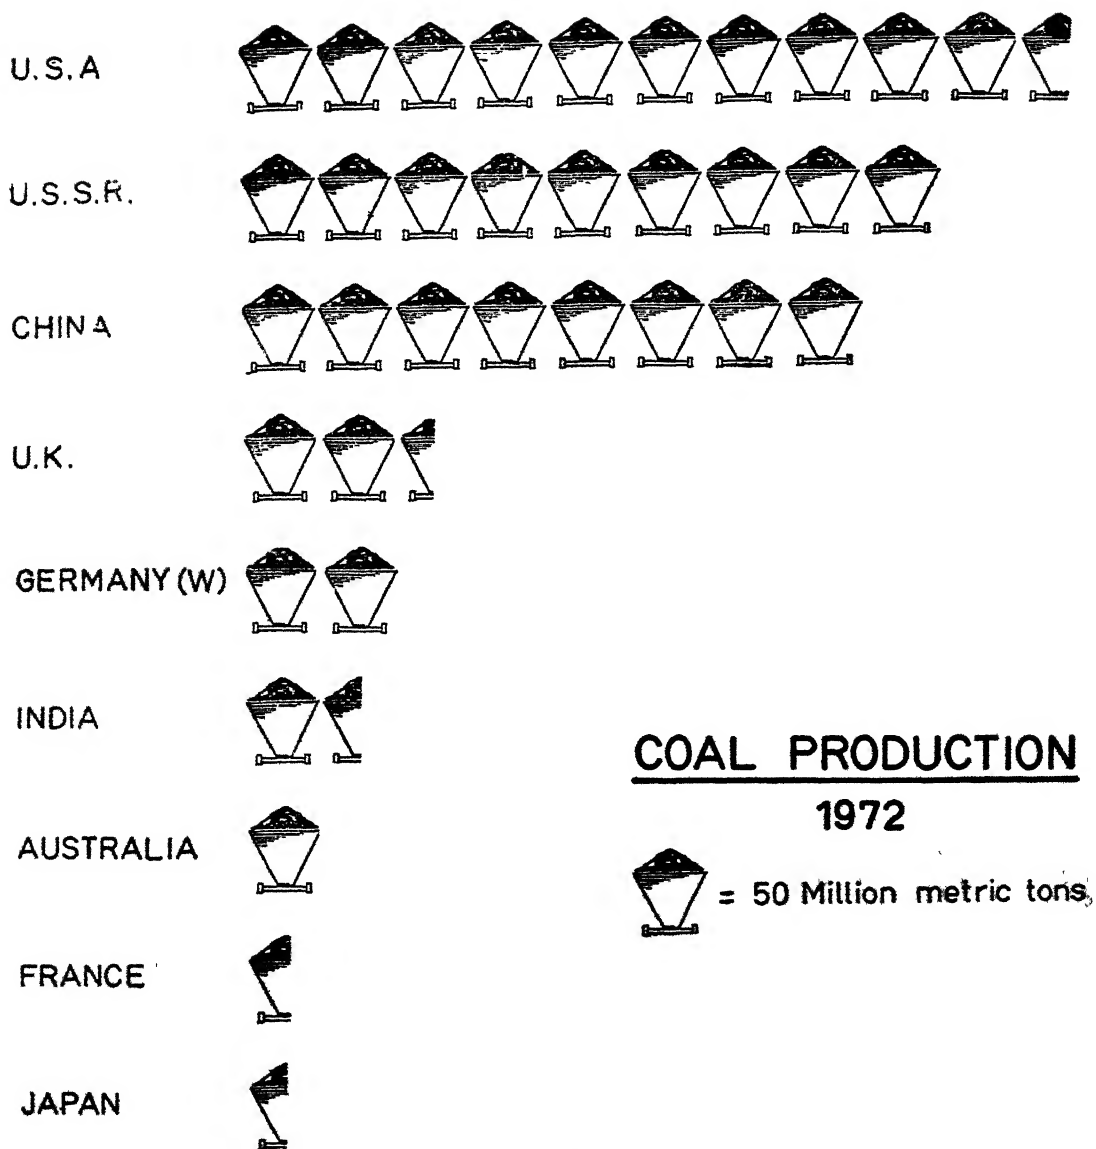 U.S.A
U.S.S.R.
CHINA
U.K.
GERMANY (W)
INDIA
AUSTRALIA
FRANCE
JAPAN
COAL PRODUCTION
1972
= 50 Million metric tons